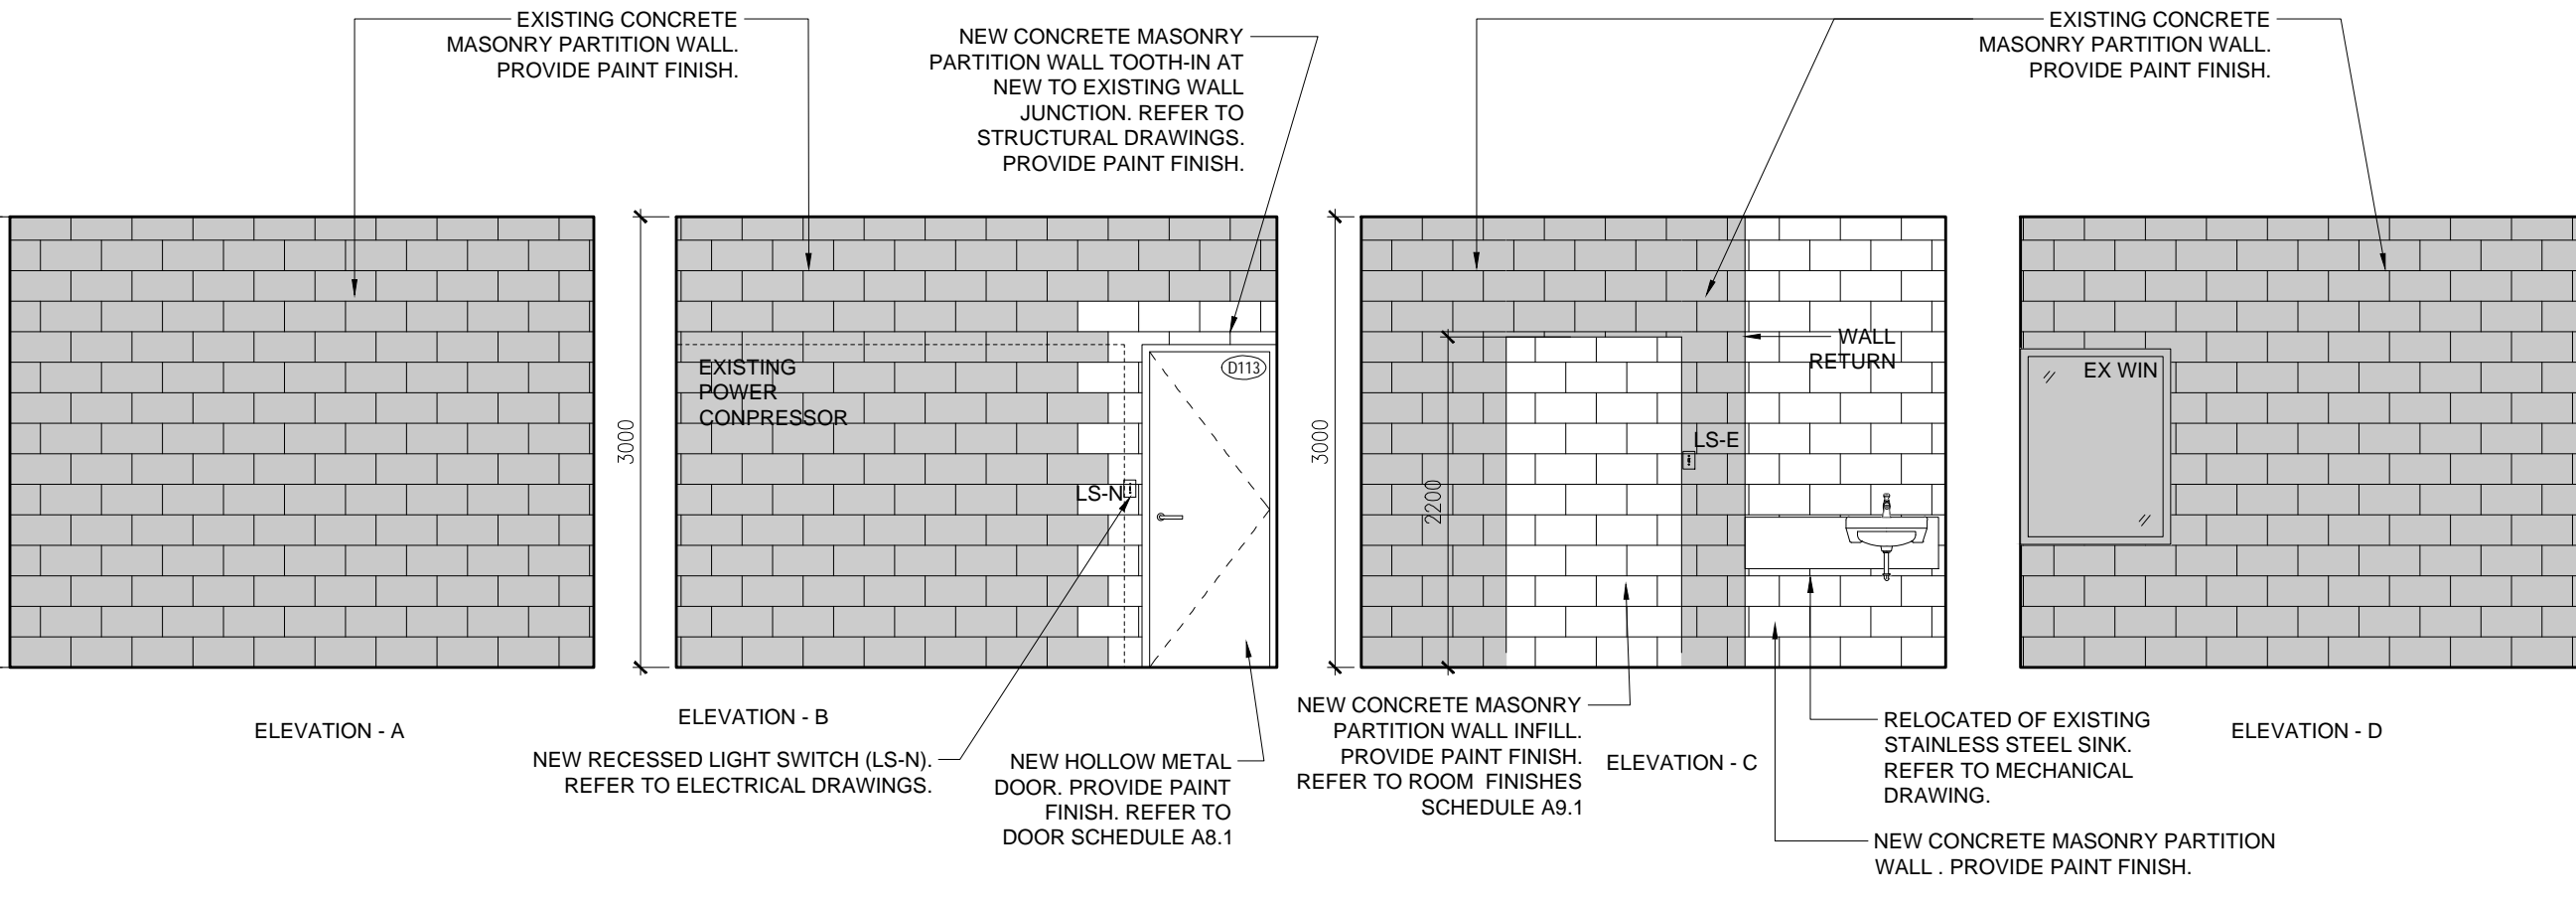 EXISTING CONCRETE
MASONRY PARTITION WALL.
PROVIDE PAINT FINISH.
NEW CONCRETE MASONRY
PARTITION WALL TOOTH-IN AT
NEW TO EXISTING WALL
JUNCTION. REFER TO
STRUCTURAL DRAWINGS.
PROVIDE PAINT FINISH.
EXISTING CONCRETE
MASONRY PARTITION WALL.
PROVIDE PAINT FINISH.
3000
EXISTING
POWER
CONPRESSOR
D113
LS-N
3000
2200
WALL
RETURN
LS-E
EX WIN
ELEVATION - A
ELEVATION - B
NEW RECESSED LIGHT SWITCH (LS-N).
REFER TO ELECTRICAL DRAWINGS.
NEW HOLLOW METAL
DOOR. PROVIDE PAINT
FINISH. REFER TO
DOOR SCHEDULE A8.1
NEW CONCRETE MASONRY
PARTITION WALL INFILL.
PROVIDE PAINT FINISH.
REFER TO ROOM  FINISHES
SCHEDULE A9.1
ELEVATION - C
RELOCATED OF EXISTING
STAINLESS STEEL SINK.
REFER TO MECHANICAL
DRAWING.
NEW CONCRETE MASONRY PARTITION
WALL . PROVIDE PAINT FINISH.
ELEVATION - D